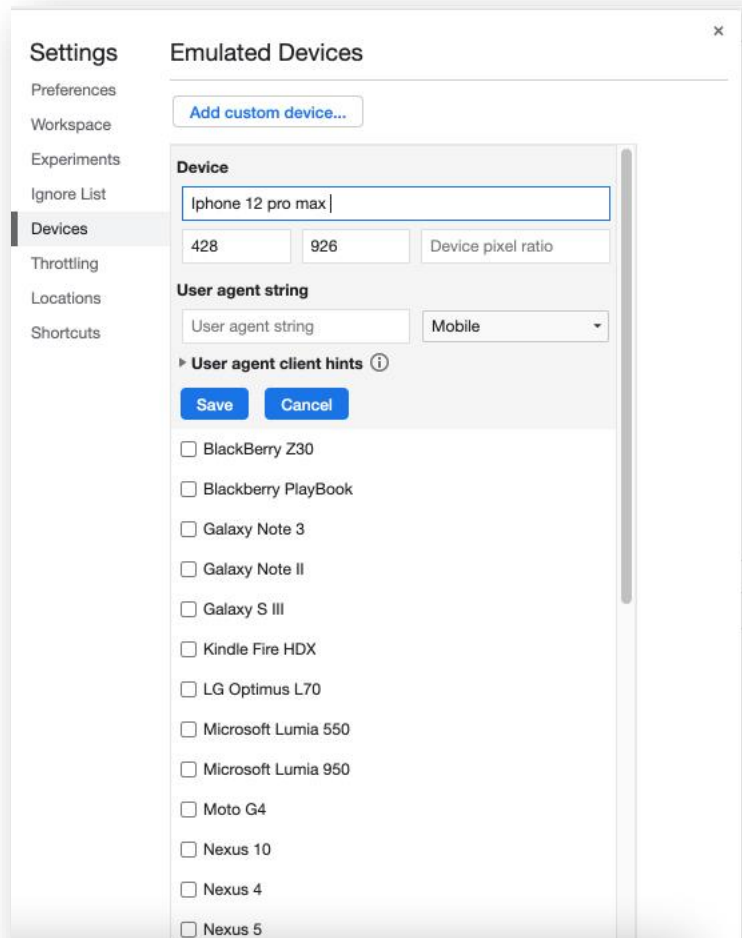 ×
Settings
Emulated Devices
Preferences
Workspace
Experiments
Ignore List
Devices
Throttling
Locations
Shortcuts
Add custom device...
Device
Iphone 12 pro max
428 926 Device pixel ratio
User agent string
User agent string Mobile
User agent client hints
Save Cancel
BlackBerry Z30
Blackberry PlayBook
Galaxy Note 3
Galaxy Note II
Galaxy S III
Kindle Fire HDX
LG Optimus L70
Microsoft Lumia 550
Microsoft Lumia 950
Moto G4
Nexus 10
Nexus 4
Nexus 5